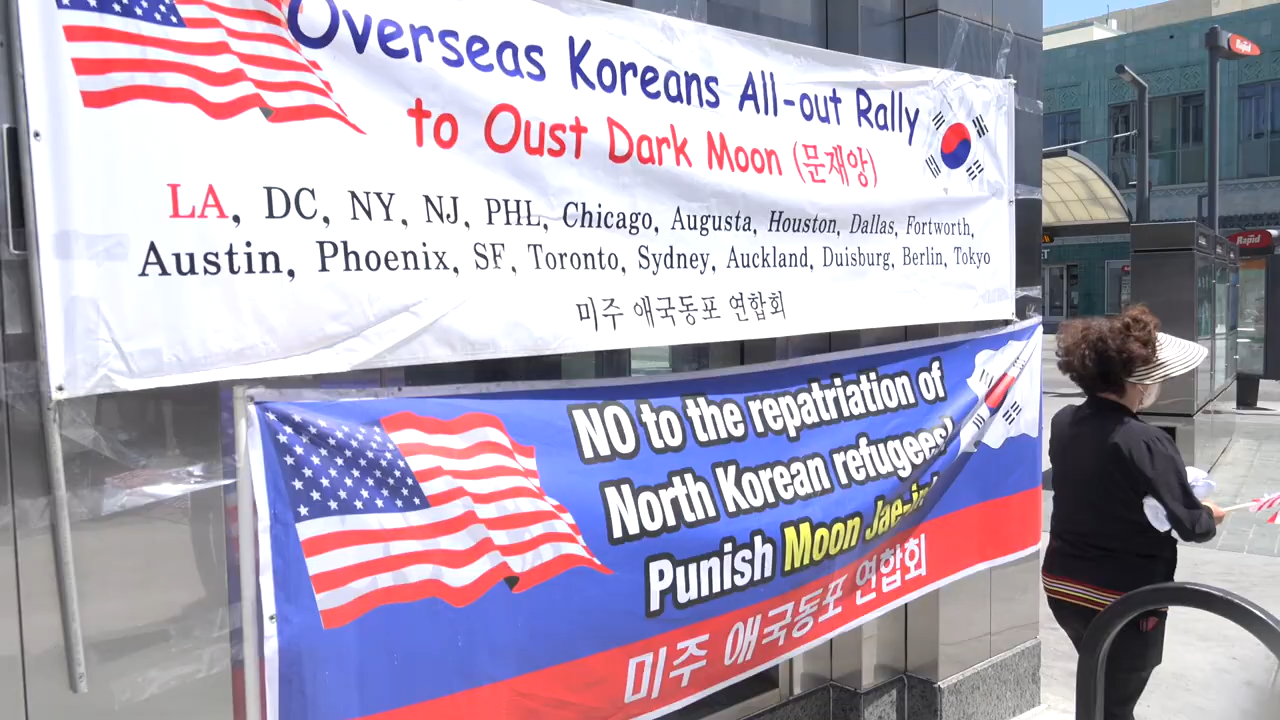 Overseas Koreans All-out Rally
to Oust Dark Moon (문재앙)
LA, DC, NY, NJ, PHL, Chicago, Augusta, Houston, Dallas, Fortworth,
Austin, Phoenix, SF, Toronto, Sydney, Auckland, Duisburg, Berlin, Tokyo
미주 애국동포 연합회
NO to the repatriation of
North Korean refugees!
Punish Moon Jae-in!
미주 애국동포 연합회
Rapid
Rapid